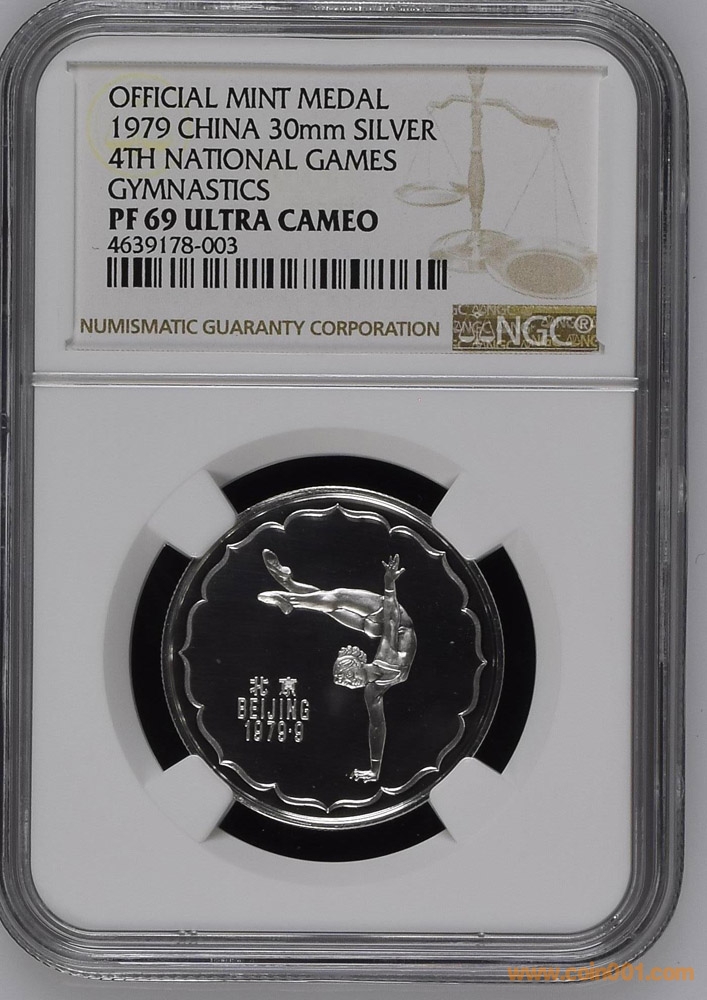 OFFICIAL MINT MEDAL
1979 CHINA 30mm SILVER
4TH NATIONAL GAMES
GYMNASTICS
PF 69 ULTRA CAMEO
4639178-003
NUMISMATIC GUARANTY CORPORATION
NGC®
北京
BEIJING
1979·9
www.coin001.com